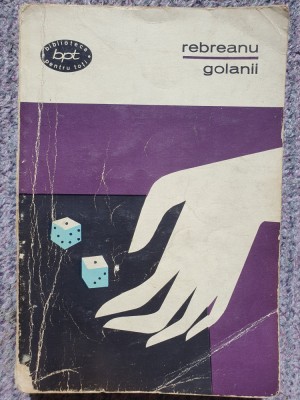 biblioteca
bpt
pentru toți
rebreanu
golanii